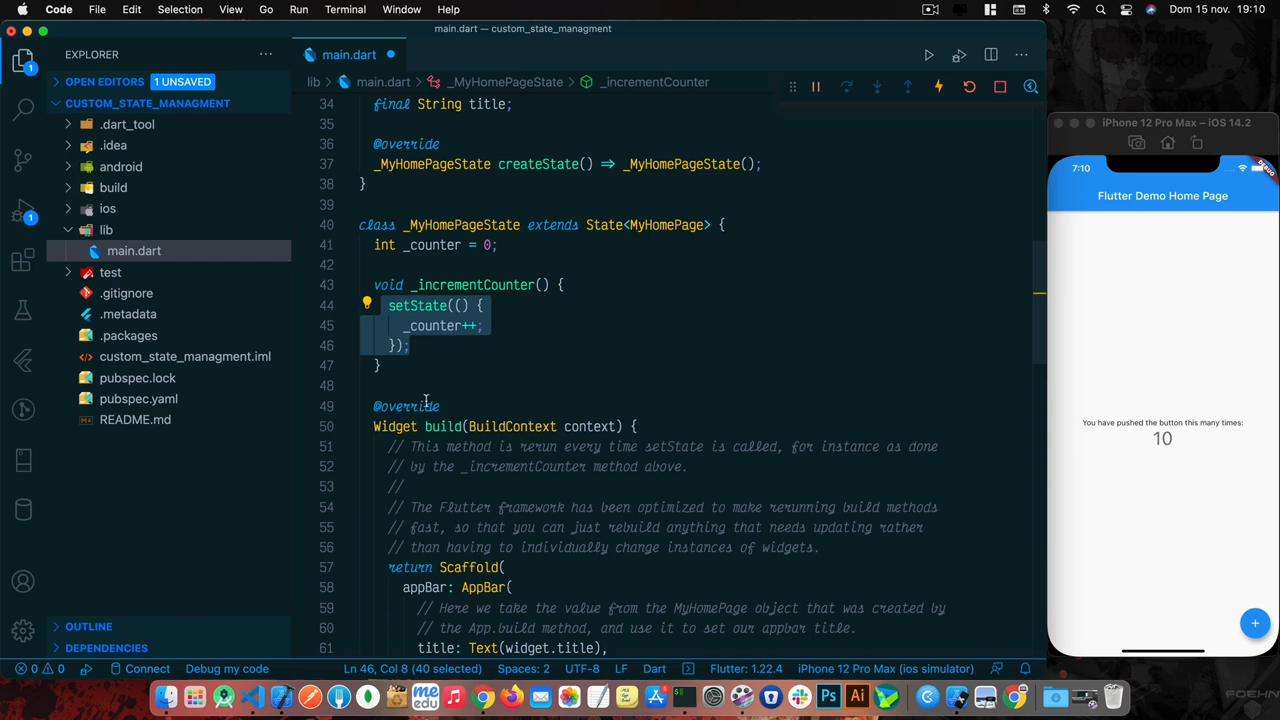 Code File Edit Selection View Go Run Terminal Window Help Dom 15 nov. 19:10
main.dart — custom_state_managment
EXPLORER
main.dart
OPEN EDITORS 1 UNSAVED
lib main.dart _MyHomePageState _incrementCounter
CUSTOM_STATE_MANAGMENT
.dart_tool
.idea
android
build
ios
lib
main.dart
test
.gitignore
.metadata
.packages
custom_state_managment.iml
pubspec.lock
pubspec.yaml
README.md
OUTLINE
DEPENDENCIES
1
1
34 final String title;
35
36 @override
37 _MyHomePageState createState() => _MyHomePageState();
38 }
39
40 class _MyHomePageState extends State<MyHomePage> {
41 int _counter = 0;
42
43 void _incrementCounter() {
44 setState(() {
45 _counter++;
46 });
47 }
48
49 @override
50 Widget build(BuildContext context) {
51 // This method is rerun every time setState is called, for instance as done
52 // by the _incrementCounter method above.
53 //
54 // The Flutter framework has been optimized to make rerunning build methods
55 // fast, so that you can just rebuild anything that needs updating rather
56 // than having to individually change instances of widgets.
57 return Scaffold(
58 appBar: AppBar(
59 // Here we take the value from the MyHomePage object that was created by
60 // the App.build method, and use it to set our appbar title.
61 title: Text(widget.title),
iPhone 12 Pro Max – iOS 14.2
7:10
Flutter Demo Home Page
You have pushed the button this many times:
10
+
0 0 Connect Debug my code Ln 46, Col 8 (40 selected) Spaces: 2 UTF-8 LF Dart Flutter: 1.22.4 iPhone 12 Pro Max (ios simulator)
me edu
Ps
Ai
FOEHN